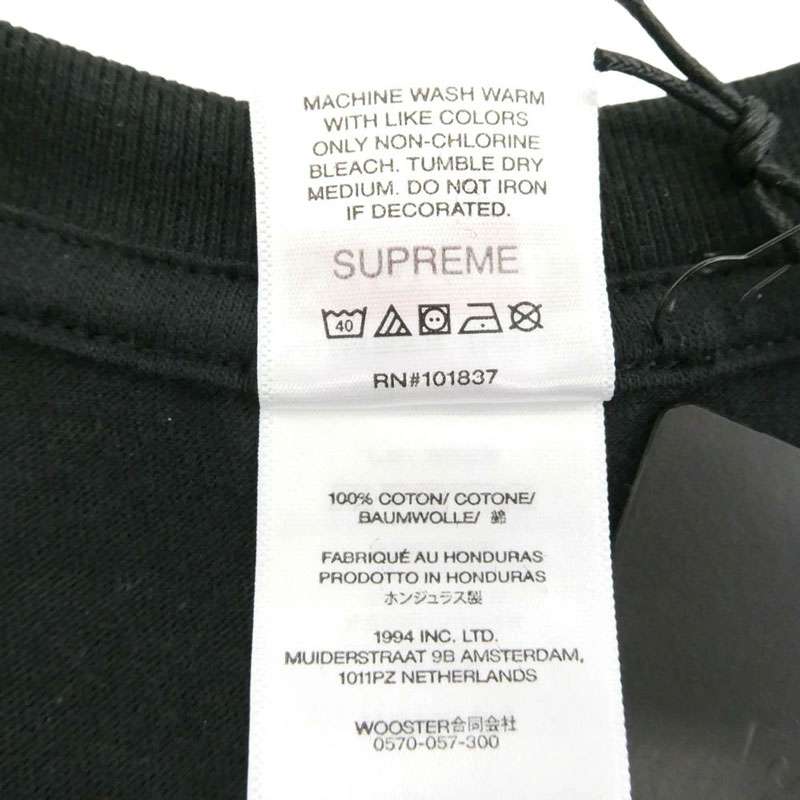 MACHINE WASH WARM
WITH LIKE COLORS
ONLY NON-CHLORINE
BLEACH. TUMBLE DRY
MEDIUM. DO NOT IRON
IF DECORATED.
SUPREME
40
RN#101837
100% COTON/ COTONE/
BAUMWOLLE/ 綿
FABRIQUÉ AU HONDURAS
PRODOTTO IN HONDURAS
ホンジュラス製
1994 INC. LTD.
MUIDERSTRAAT 9B AMSTERDAM,
1011PZ NETHERLANDS
WOOSTER合同会社
0570-057-300